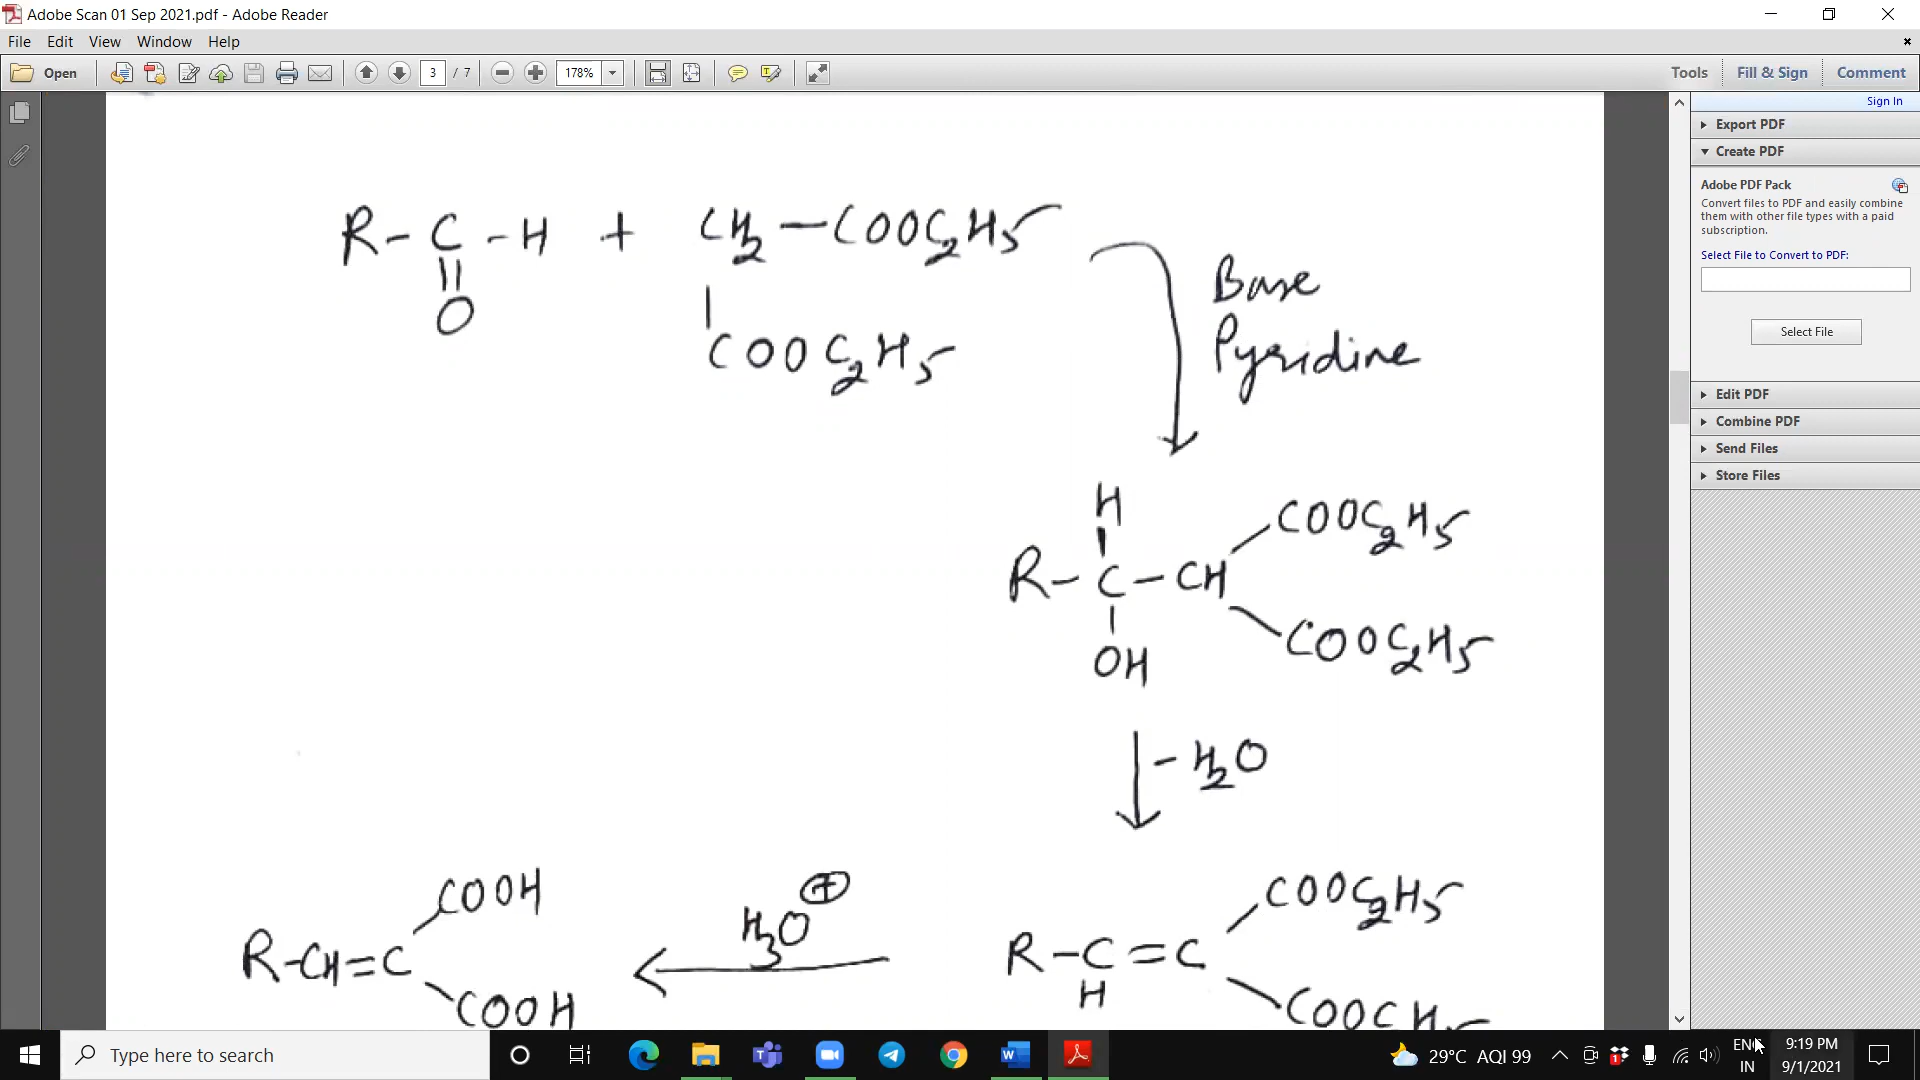 Adobe Scan 01 Sep 2021.pdf - Adobe Reader
File Edit View Window Help
Open 3 / 7 178% Tools Fill & Sign Comment
Sign In
Export PDF
Create PDF
Adobe PDF Pack
Convert files to PDF and easily combine
them with other file types with a paid
subscription.
Select File to Convert to PDF:
Select File
Edit PDF
Combine PDF
Send Files
Store Files
R - C - H + CH2 - COOC2H5
O
COOC2H5
Base
Pyridine
H
COOC2H5
R - C - CH
COOC2H5
OH
- H2O
COOH
H3O+
COOC2H5
R-CH=C
R - C = C
H
COOH
T
Type here to search
29°C AQI 99
ENG
IN
9:19 PM
9/1/2021